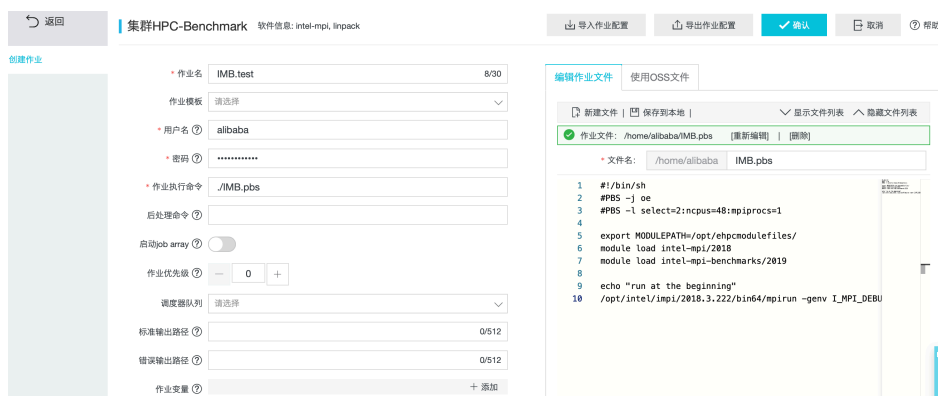 返回
集群HPC-Benchmark 软件信息: intel-mpi, linpack
导入作业配置 导出作业配置 确认 取消 帮助
创建作业
* 作业名 IMB.test 8/30
作业模板 请选择
* 用户名 alibaba
* 密码 ••••••••••••
* 作业执行命令 ./IMB.pbs
后处理命令
启动job array
作业优先级 — 0 +
调度器队列 请选择
标准输出路径 0/512
错误输出路径 0/512
作业变量 + 添加
编辑作业文件 使用OSS文件
新建文件 | 保存到本地 | 显示文件列表 隐藏文件列表
作业文件: /home/alibaba/IMB.pbs [重新编辑] | [删除]
* 文件名: /home/alibaba IMB.pbs
1 #!/bin/sh
2 #PBS -j oe
3 #PBS -l select=2:ncpus=48:mpiprocs=1
4
5 export MODULEPATH=/opt/ehpcmodulefiles/
6 module load intel-mpi/2018
7 module load intel-mpi-benchmarks/2019
8
9 echo "run at the beginning"
10 /opt/intel/impi/2018.3.222/bin64/mpirun -genv I_MPI_DEBU